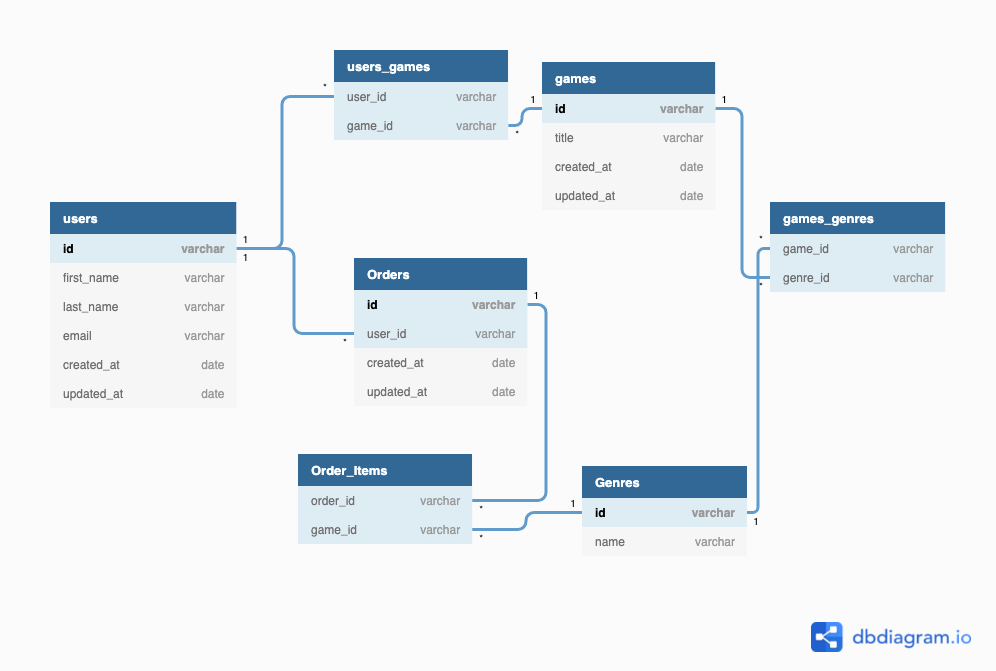 users_games
user_id varchar
game_id varchar
games
id varchar
title varchar
created_at date
updated_at date
users
id varchar
first_name varchar
last_name varchar
email varchar
created_at date
updated_at date
games_genres
game_id varchar
genre_id varchar
Orders
id varchar
user_id varchar
created_at date
updated_at date
Order_Items
order_id varchar
game_id varchar
Genres
id varchar
name varchar
*
1
*
1
1
1
*
*
*
1
*
*
1
1
dbdiagram.io